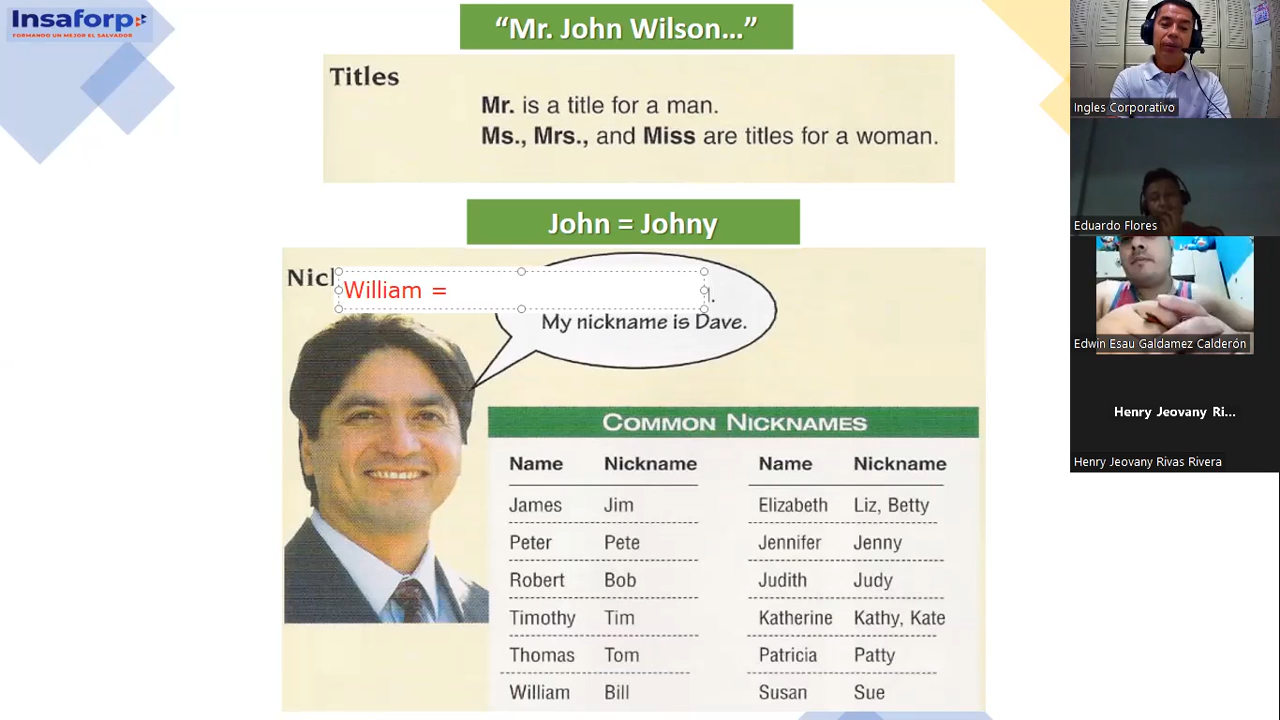 Insaforp
FORMANDO UN MEJOR EL SALVADOR
“Mr. John Wilson...”
Titles
Mr. is a title for a man.
Ms., Mrs., and Miss are titles for a woman.
John = Johny
William =
My nickname is Dave.
COMMON NICKNAMES
Name Nickname Name Nickname
James Jim Elizabeth Liz, Betty
Peter Pete Jennifer Jenny
Robert Bob Judith Judy
Timothy Tim Katherine Kathy, Kate
Thomas Tom Patricia Patty
William Bill Susan Sue
Ingles Corporativo
Eduardo Flores
Edwin Esau Galdamez Calderón
Henry Jeovany Ri...
Henry Jeovany Rivas Rivera